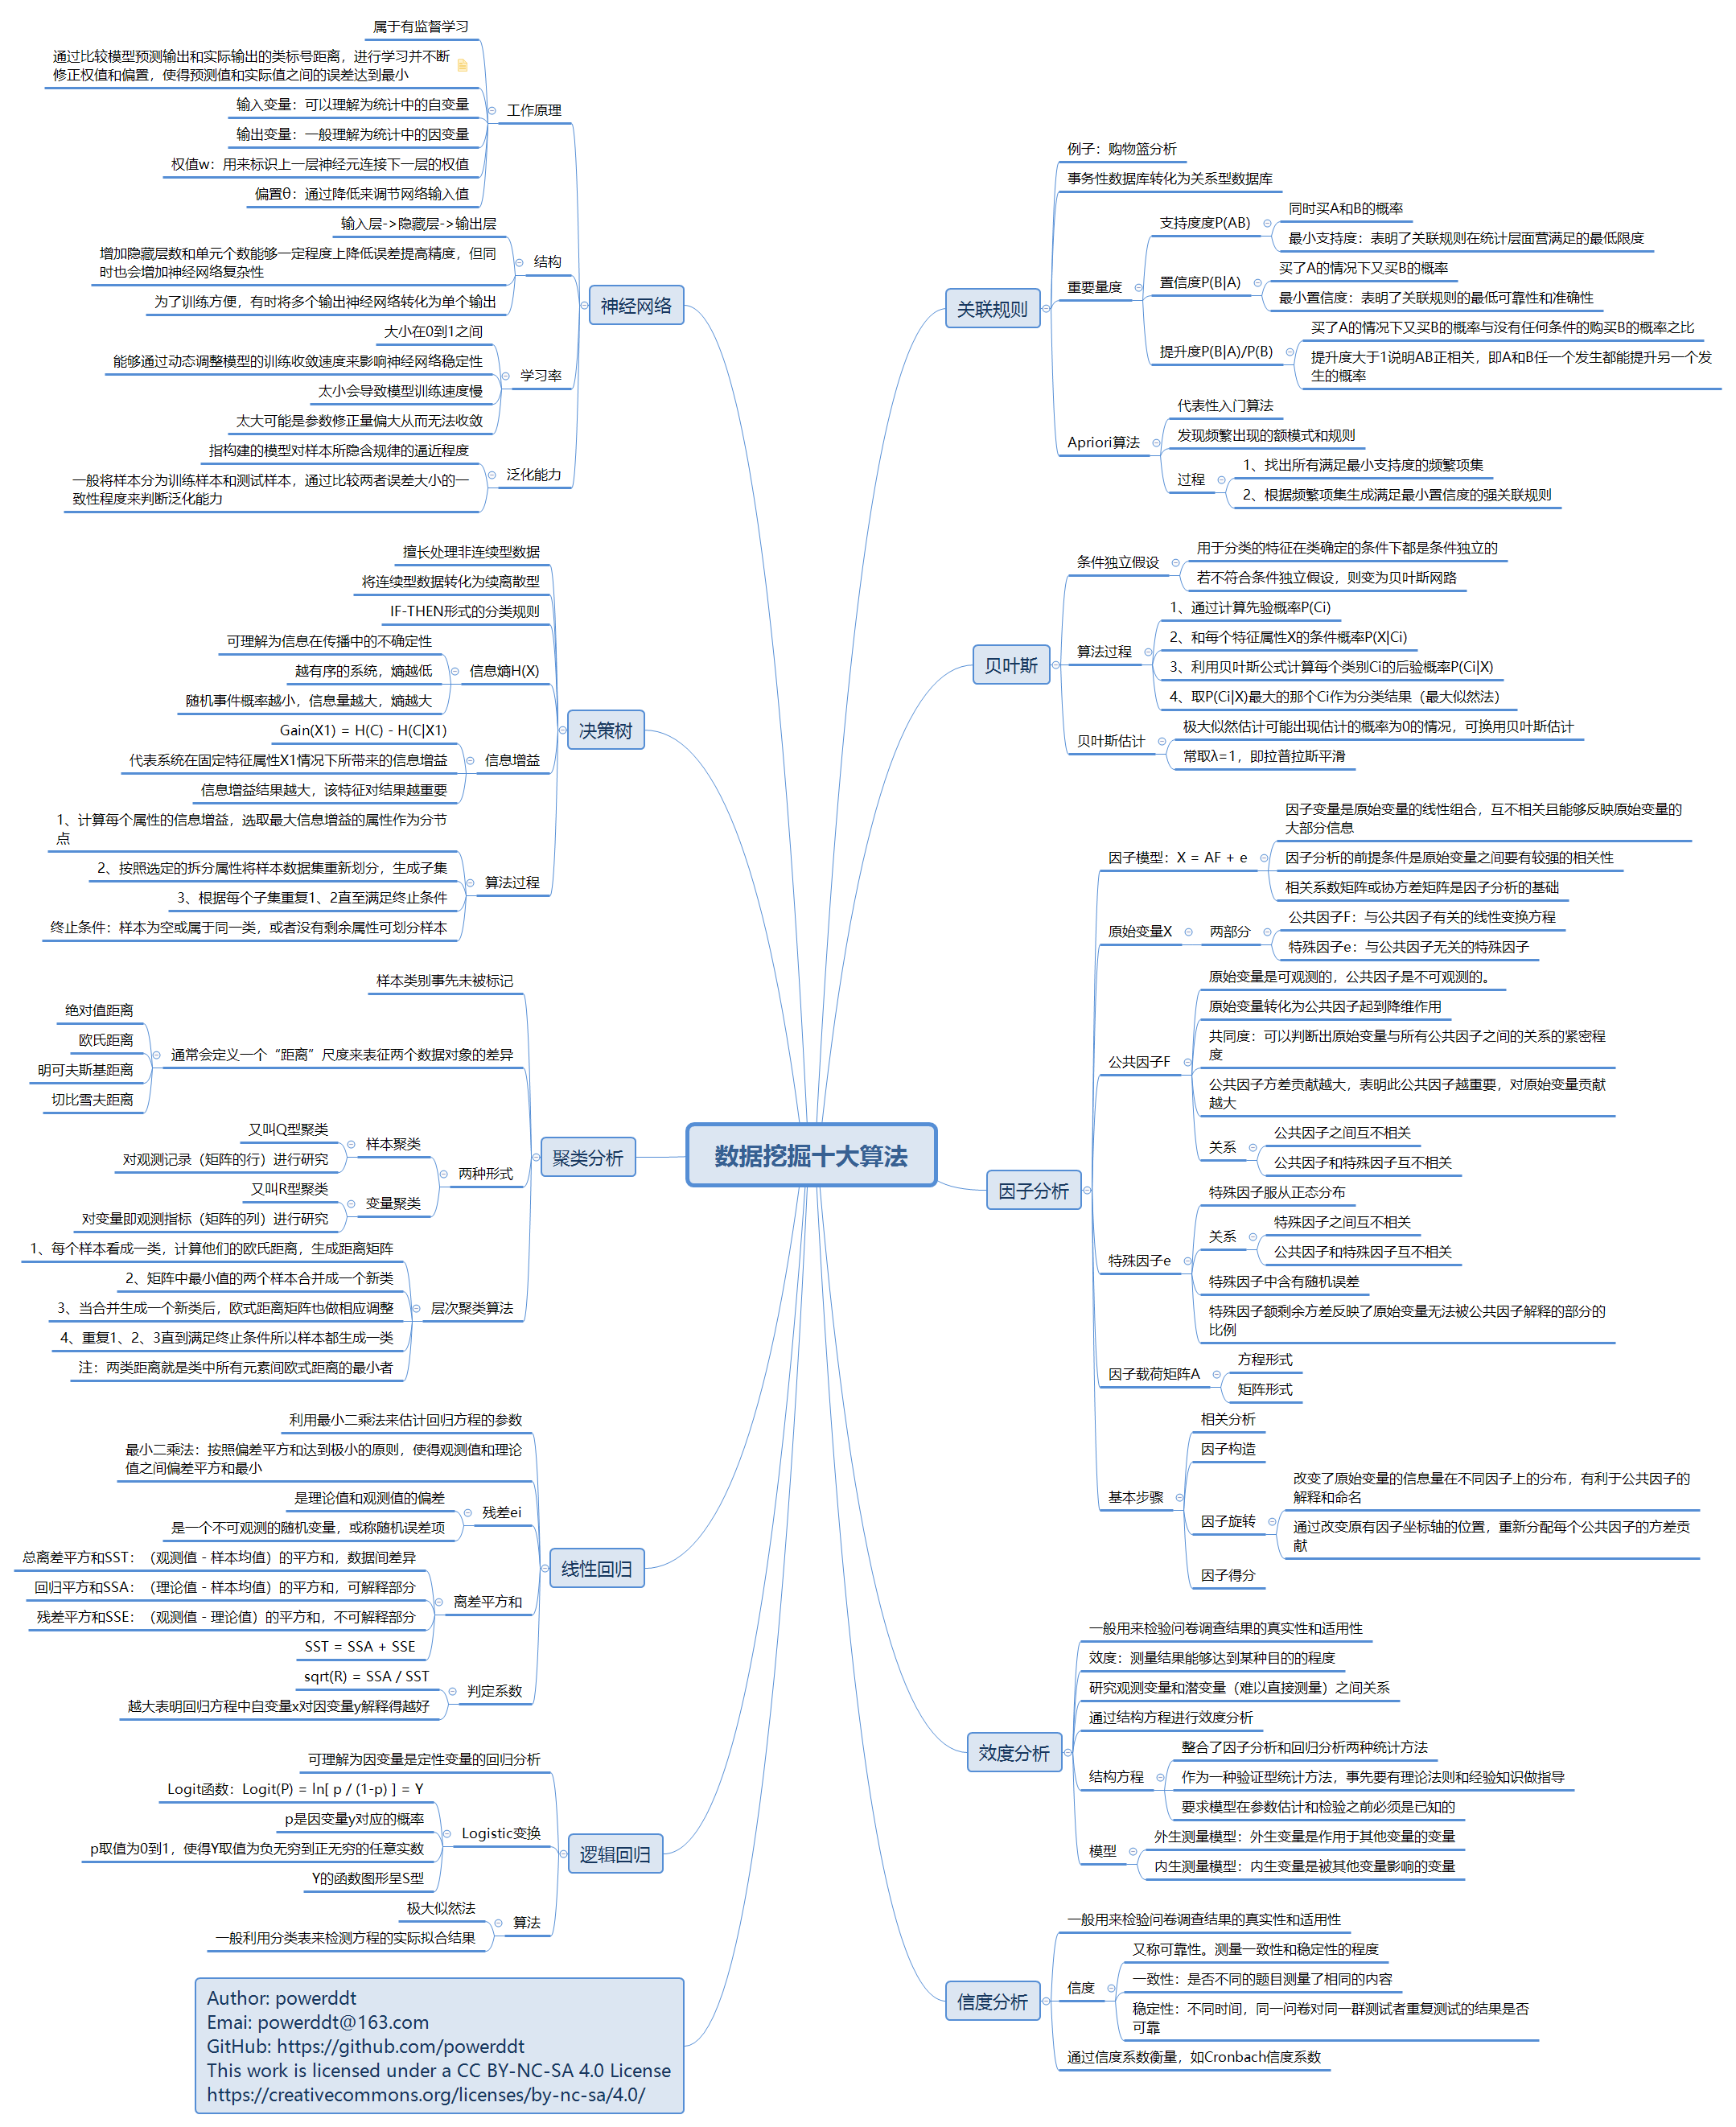 数据挖掘十大算法
神经网络
工作原理
属于有监督学习
通过比较模型预测输出和实际输出的类标号距离，进行学习并不断
修正权值和偏置，使得预测值和实际值之间的误差达到最小
输入变量：可以理解为统计中的自变量
输出变量：一般理解为统计中的因变量
权值w：用来标识上一层神经元连接下一层的权值
偏置θ：通过降低来调节网络输入值
结构
输入层->隐藏层->输出层
增加隐藏层数和单元个数能够一定程度上降低误差提高精度，但同
时也会增加神经网络复杂性
为了训练方便，有时将多个输出神经网络转化为单个输出
学习率
大小在0到1之间
能够通过动态调整模型的训练收敛速度来影响神经网络稳定性
太小会导致模型训练速度慢
太大可能是参数修正量偏大从而无法收敛
泛化能力
指构建的模型对样本所隐含规律的逼近程度
一般将样本分为训练样本和测试样本，通过比较两者误差大小的一
致性程度来判断泛化能力
决策树
擅长处理非连续型数据
将连续型数据转化为续离散型
IF-THEN形式的分类规则
信息熵H(X)
可理解为信息在传播中的不确定性
越有序的系统，熵越低
随机事件概率越小，信息量越大，熵越大
信息增益
Gain(X1) = H(C) - H(C|X1)
代表系统在固定特征属性X1情况下所带来的信息增益
信息增益结果越大，该特征对结果越重要
算法过程
1、计算每个属性的信息增益，选取最大信息增益的属性作为分节
点
2、按照选定的拆分属性将样本数据集重新划分，生成子集
3、根据每个子集重复1、2直至满足终止条件
终止条件：样本为空或属于同一类，或者没有剩余属性可划分样本
聚类分析
样本类别事先未被标记
通常会定义一个“距离”尺度来表征两个数据对象的差异
绝对值距离
欧氏距离
明可夫斯基距离
切比雪夫距离
两种形式
样本聚类
又叫Q型聚类
对观测记录（矩阵的行）进行研究
变量聚类
又叫R型聚类
对变量即观测指标（矩阵的列）进行研究
层次聚类算法
1、每个样本看成一类，计算他们的欧氏距离，生成距离矩阵
2、矩阵中最小值的两个样本合并成一个新类
3、当合并生成一个新类后，欧式距离矩阵也做相应调整
4、重复1、2、3直到满足终止条件所以样本都生成一类
注：两类距离就是类中所有元素间欧式距离的最小者
线性回归
利用最小二乘法来估计回归方程的参数
最小二乘法：按照偏差平方和达到极小的原则，使得观测值和理论
值之间偏差平方和最小
残差ei
是理论值和观测值的偏差
是一个不可观测的随机变量，或称随机误差项
离差平方和
总离差平方和SST：（观测值 - 样本均值）的平方和，数据间差异
回归平方和SSA：（理论值 - 样本均值）的平方和，可解释部分
残差平方和SSE：（观测值 - 理论值）的平方和，不可解释部分
SST = SSA + SSE
判定系数
sqrt(R) = SSA / SST
越大表明回归方程中自变量x对因变量y解释得越好
逻辑回归
可理解为因变量是定性变量的回归分析
Logistic变换
Logit函数：Logit(P) = ln[ p / (1-p) ] = Y
p是因变量y对应的概率
p取值为0到1，使得Y取值为负无穷到正无穷的任意实数
Y的函数图形呈S型
算法
极大似然法
一般利用分类表来检测方程的实际拟合结果
Author: powerddt
Emai: powerddt@163.com
GitHub: https://github.com/powerddt
This work is licensed under a CC BY-NC-SA 4.0 License
https://creativecommons.org/licenses/by-nc-sa/4.0/
关联规则
例子：购物篮分析
事务性数据库转化为关系型数据库
重要量度
支持度度P(AB)
同时买A和B的概率
最小支持度：表明了关联规则在统计层面营满足的最低限度
置信度P(B|A)
买了A的情况下又买B的概率
最小置信度：表明了关联规则的最低可靠性和准确性
提升度P(B|A)/P(B)
买了A的情况下又买B的概率与没有任何条件的购买B的概率之比
提升度大于1说明AB正相关，即A和B任一个发生都能提升另一个发
生的概率
Apriori算法
代表性入门算法
发现频繁出现的额模式和规则
过程
1、找出所有满足最小支持度的频繁项集
2、根据频繁项集生成满足最小置信度的强关联规则
贝叶斯
条件独立假设
用于分类的特征在类确定的条件下都是条件独立的
若不符合条件独立假设，则变为贝叶斯网路
算法过程
1、通过计算先验概率P(Ci)
2、和每个特征属性X的条件概率P(X|Ci)
3、利用贝叶斯公式计算每个类别Ci的后验概率P(Ci|X)
4、取P(Ci|X)最大的那个Ci作为分类结果（最大似然法）
贝叶斯估计
极大似然估计可能出现估计的概率为0的情况，可换用贝叶斯估计
常取λ=1，即拉普拉斯平滑
因子分析
因子模型：X = AF + e
因子变量是原始变量的线性组合，互不相关且能够反映原始变量的
大部分信息
因子分析的前提条件是原始变量之间要有较强的相关性
相关系数矩阵或协方差矩阵是因子分析的基础
原始变量X
两部分
公共因子F：与公共因子有关的线性变换方程
特殊因子e：与公共因子无关的特殊因子
公共因子F
原始变量是可观测的，公共因子是不可观测的。
原始变量转化为公共因子起到降维作用
共同度：可以判断出原始变量与所有公共因子之间的关系的紧密程
度
公共因子方差贡献越大，表明此公共因子越重要，对原始变量贡献
越大
关系
公共因子之间互不相关
公共因子和特殊因子互不相关
特殊因子e
特殊因子服从正态分布
关系
特殊因子之间互不相关
公共因子和特殊因子互不相关
特殊因子中含有随机误差
特殊因子额剩余方差反映了原始变量无法被公共因子解释的部分的
比例
因子载荷矩阵A
方程形式
矩阵形式
基本步骤
相关分析
因子构造
因子旋转
改变了原始变量的信息量在不同因子上的分布，有利于公共因子的
解释和命名
通过改变原有因子坐标轴的位置，重新分配每个公共因子的方差贡
献
因子得分
效度分析
一般用来检验问卷调查结果的真实性和适用性
效度：测量结果能够达到某种目的的程度
研究观测变量和潜变量（难以直接测量）之间关系
通过结构方程进行效度分析
结构方程
整合了因子分析和回归分析两种统计方法
作为一种验证型统计方法，事先要有理论法则和经验知识做指导
要求模型在参数估计和检验之前必须是已知的
模型
外生测量模型：外生变量是作用于其他变量的变量
内生测量模型：内生变量是被其他变量影响的变量
信度分析
一般用来检验问卷调查结果的真实性和适用性
信度
又称可靠性。测量一致性和稳定性的程度
一致性：是否不同的题目测量了相同的内容
稳定性：不同时间，同一问卷对同一群测试者重复测试的结果是否
可靠
通过信度系数衡量，如Cronbach信度系数